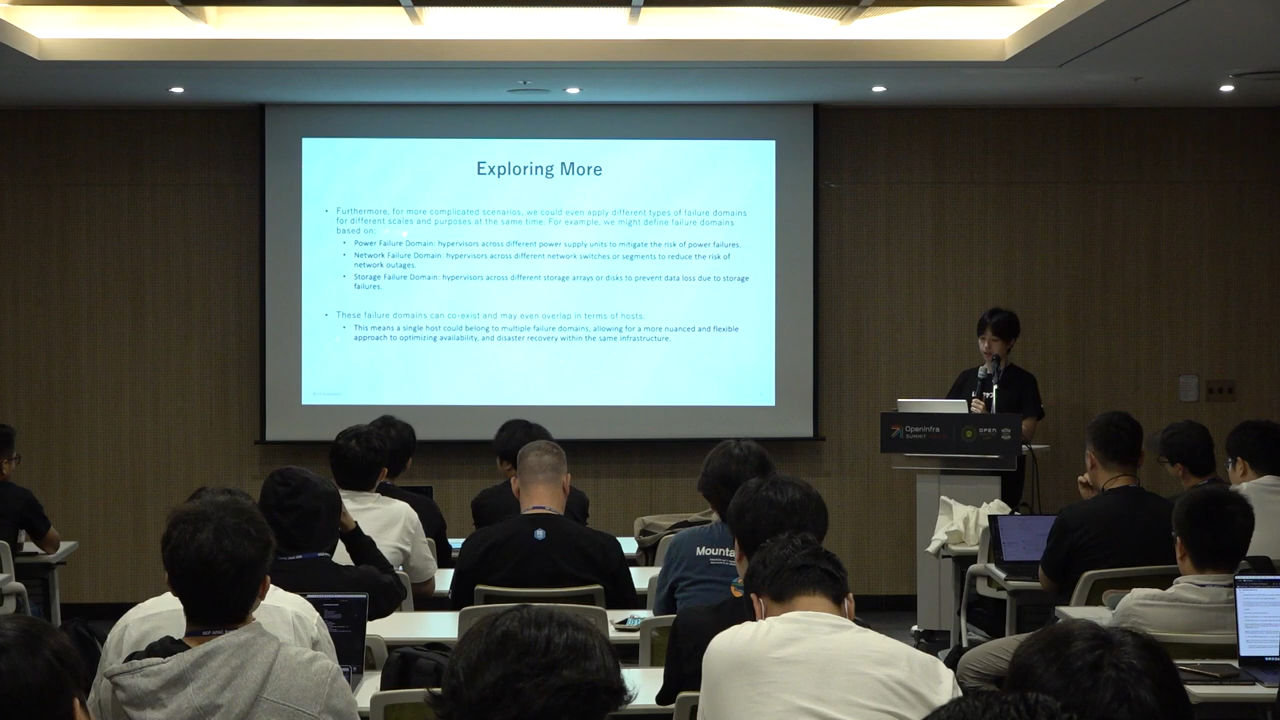 Exploring More
• Furthermore, for more complicated scenarios, we could even apply different types of failure domains
for different scales and purposes at the same time. For example, we might define failure domains
based on:
• Power Failure Domain: hypervisors across different power supply units to mitigate the risk of power failures.
• Network Failure Domain: hypervisors across different network switches or segments to reduce the risk of
network outages.
• Storage Failure Domain: hypervisors across different storage arrays or disks to prevent data loss due to storage
failures.
• These failure domains can co-exist and may even overlap in terms of hosts.
• This means a single host could belong to multiple failure domains, allowing for a more nuanced and flexible
approach to optimizing availability, and disaster recovery within the same infrastructure.
OpenInfra
SUMMIT
OPEN
Mounta